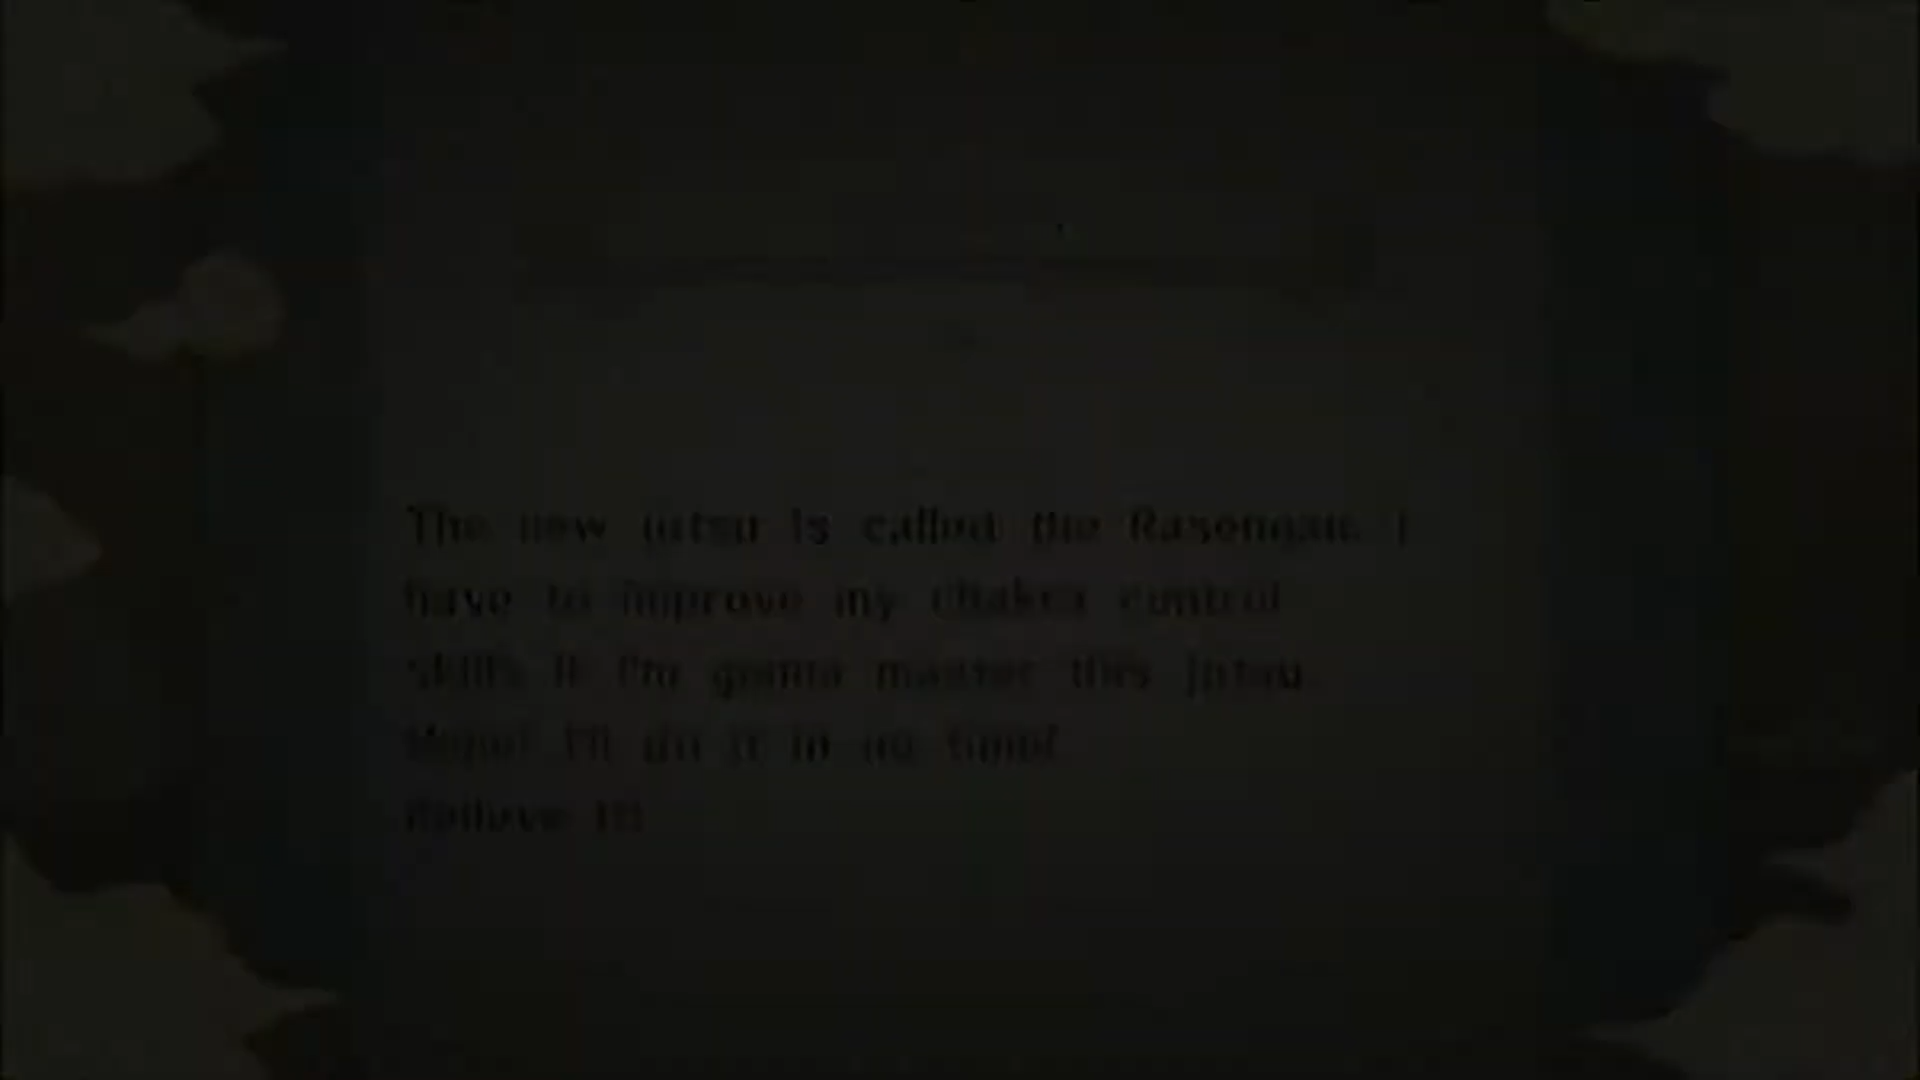 The new jutsu is called the Rasengan. I
have to improve my chakra control
skills if I'm gonna master this jutsu.
I'll do it in no time!
Believe it!